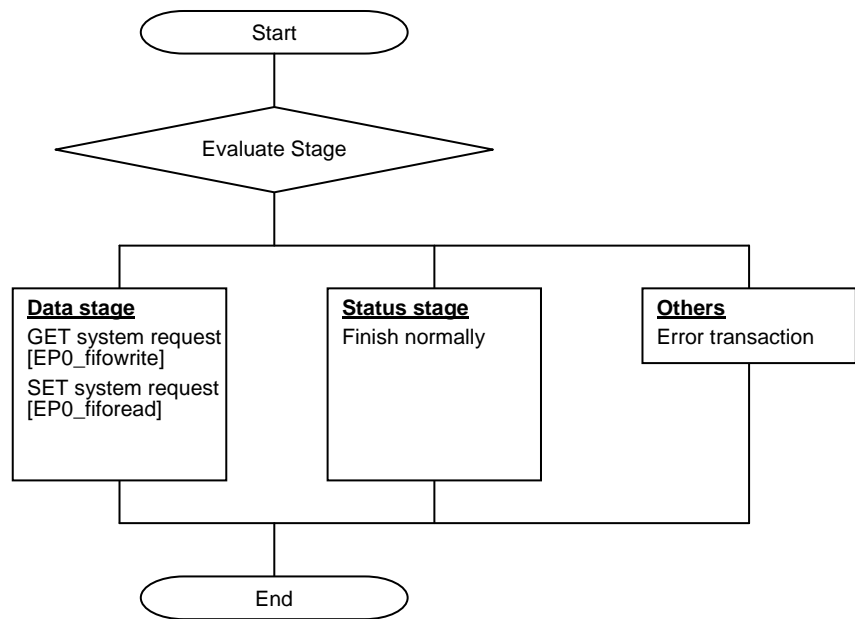 Start
Evaluate Stage
Data stage
GET system request
[EP0_fifowrite]
SET system request
[EP0_fiforead]
Status stage
Finish normally
Others
Error transaction
End